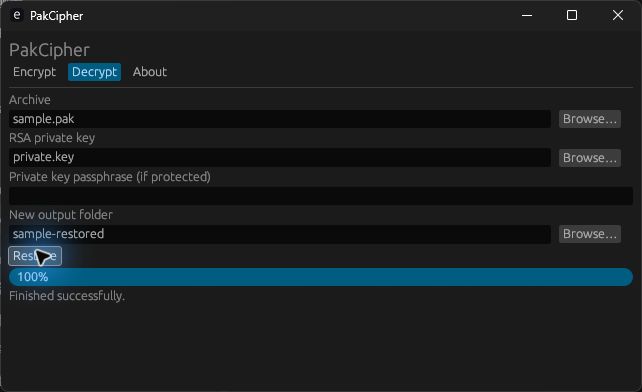 e PakCipher
PakCipher
Encrypt Decrypt About
Archive
sample.pak Browse...
RSA private key
private.key Browse...
Private key passphrase (if protected)
New output folder
sample-restored Browse...
100%
Finished successfully.